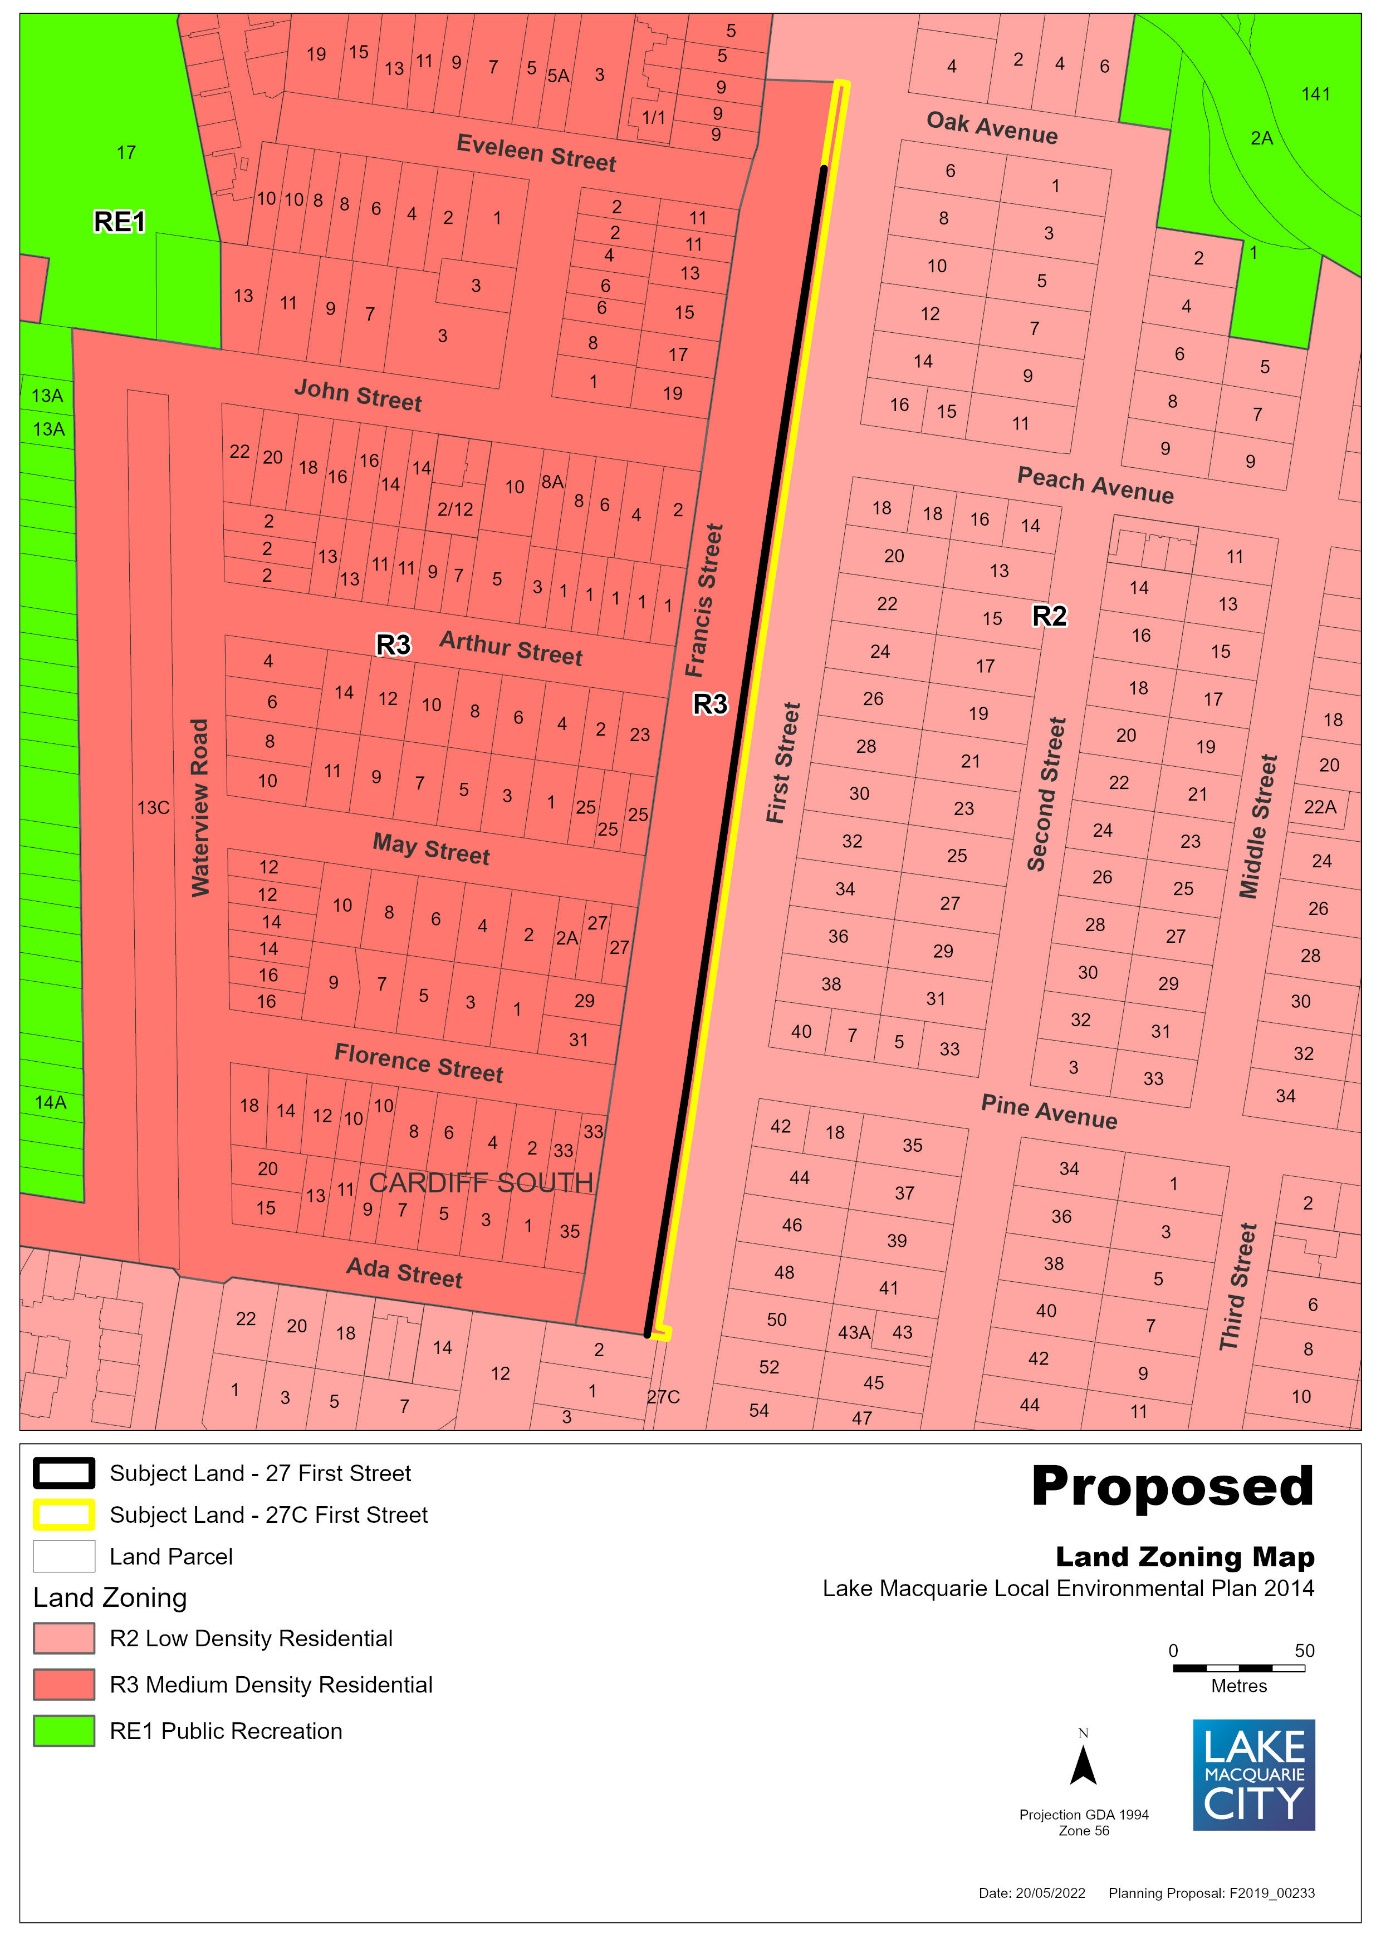 19 15 13 11 9 7 5 5A 3 5
5
9
1/1 9
9
4 2 4 6
141
2A
17
RE1
Eveleen Street
Oak Avenue
10 10 8 8 6 4 2 1
2 11
2 11
4 13
6
6 15
8 17
1 19
3
13 11 9 7 3
6 1
8 3
10 5
12 7
14 9
16 15 11
2 1
4
6 5
8 7
9 9
John Street
13A
13A
22 20 18 16 16 14 14 2/12 10 8A 8 6 4 2
2
2
2
13 13 11 11 9 7 5 3 1 1 1 1 1
Francis Street
Peach Avenue
18 18 16 14
20 13
22 15
24 17
26 19
28 21
30 23
32 25
34 27
36 29
38 31
40 7 5 33
R2
11
14 13
16 15
18 17
20 19
22 21
24 23
26 25
28 27
30 29
32 31
3 33
18
20
22A
24
26
28
30
32
34
R3
Arthur Street
R3
4
6
8
10
14 12 10 8 6 4 2 23
11 9 7 5 3 1 25 25 25
13C
Waterview Road
First Street
Second Street
Middle Street
May Street
12
12
14
14
16
16
10 8 6 4 2 2A 27 27
9 7 5 3 1 29
31
Florence Street
14A
18 14 12 10 10 8 6 4 2 33 33
CARDIFF SOUTH
20
15 13 11 9 7 5 3 1 35
Ada Street
Pine Avenue
42 18 35
44 37
46 39
48 41
50 43A 43
52 45
54 47
34 1
36 3
38 5
40 7
42 9
44 11
Third Street
2
6
8
10
22 20 18 14 12 2
1 3 5 7 1
3
27C
Subject Land - 27 First Street
Subject Land - 27C First Street
Land Parcel
Land Zoning
R2 Low Density Residential
R3 Medium Density Residential
RE1 Public Recreation
Proposed
Land Zoning Map
Lake Macquarie Local Environmental Plan 2014
0 50
Metres
N
Projection GDA 1994
Zone 56
LAKE
MACQUARIE
CITY
Date: 20/05/2022 Planning Proposal: F2019_00233